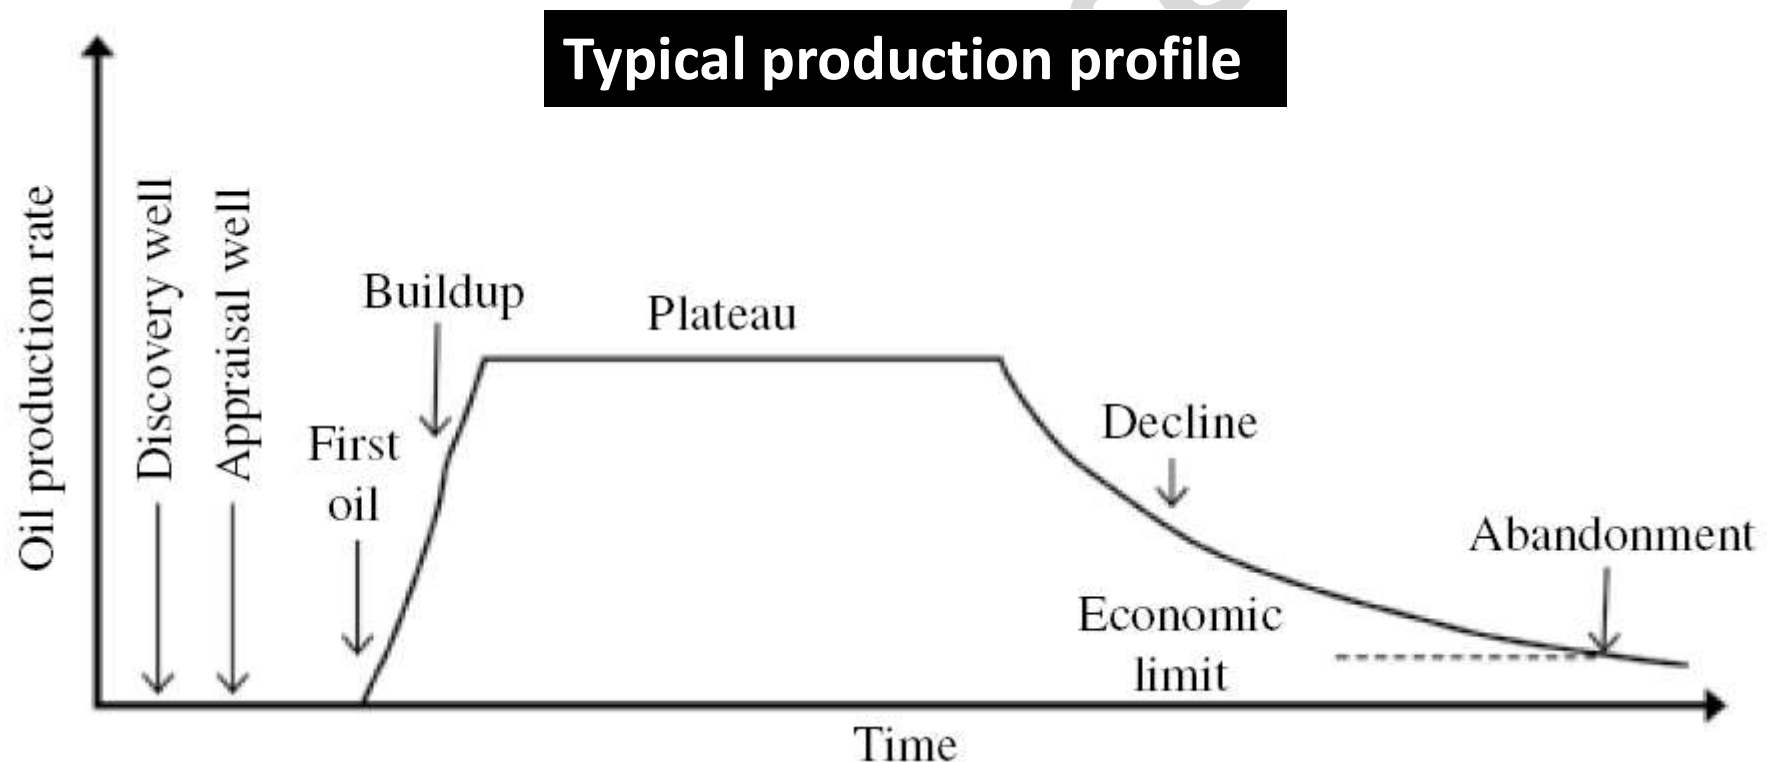 Typical production profile
Oil production rate
Discovery well
Appraisal well
First
oil
Buildup
Plateau
Decline
Economic
limit
Abandonment
Time